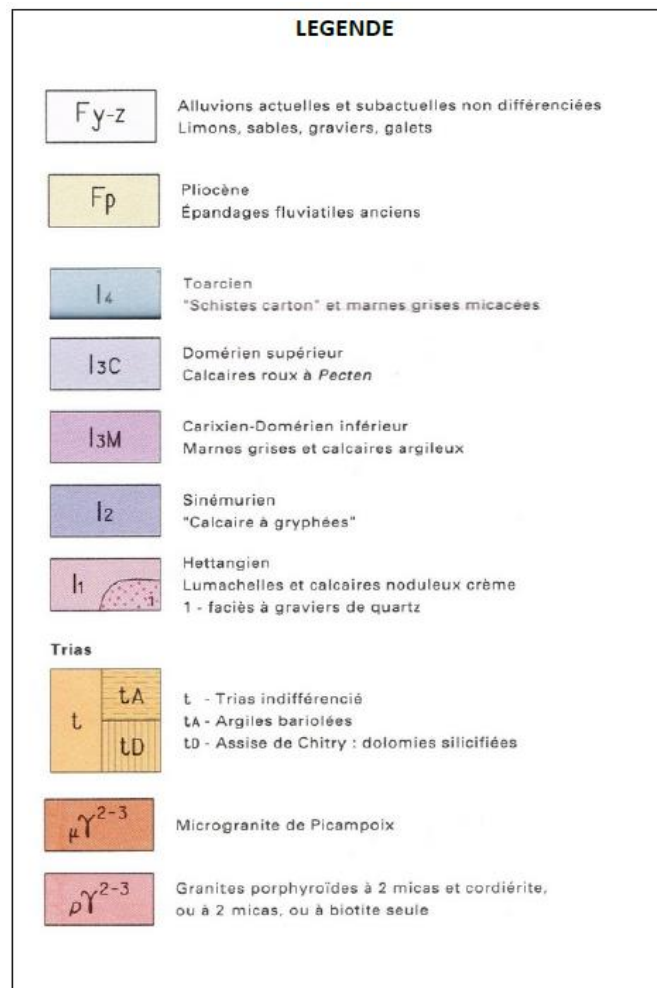 LEGENDE
Fy-z
Alluvions actuelles et subactuelles non différenciées
Limons, sables, graviers, galets
Fp
Pliocène
Épandages fluviatiles anciens
l4
Toarcien
"Schistes carton" et marnes grises micacées
l3C
Domérien supérieur
Calcaires roux à Pecten
l3M
Carixien-Domérien inférieur
Marnes grises et calcaires argileux
l2
Sinémurien
"Calcaire à gryphées"
l1
1
Hettangien
Lumachelles et calcaires noduleux crème
1 - faciès à graviers de quartz
Trias
t
tA
tD
t - Trias indifférencié
tA - Argiles bariolées
tD - Assise de Chitry : dolomies silicifiées
μγ²⁻³
Microgranite de Picampoix
ργ²⁻³
Granites porphyroïdes à 2 micas et cordiérite,
ou à 2 micas, ou à biotite seule